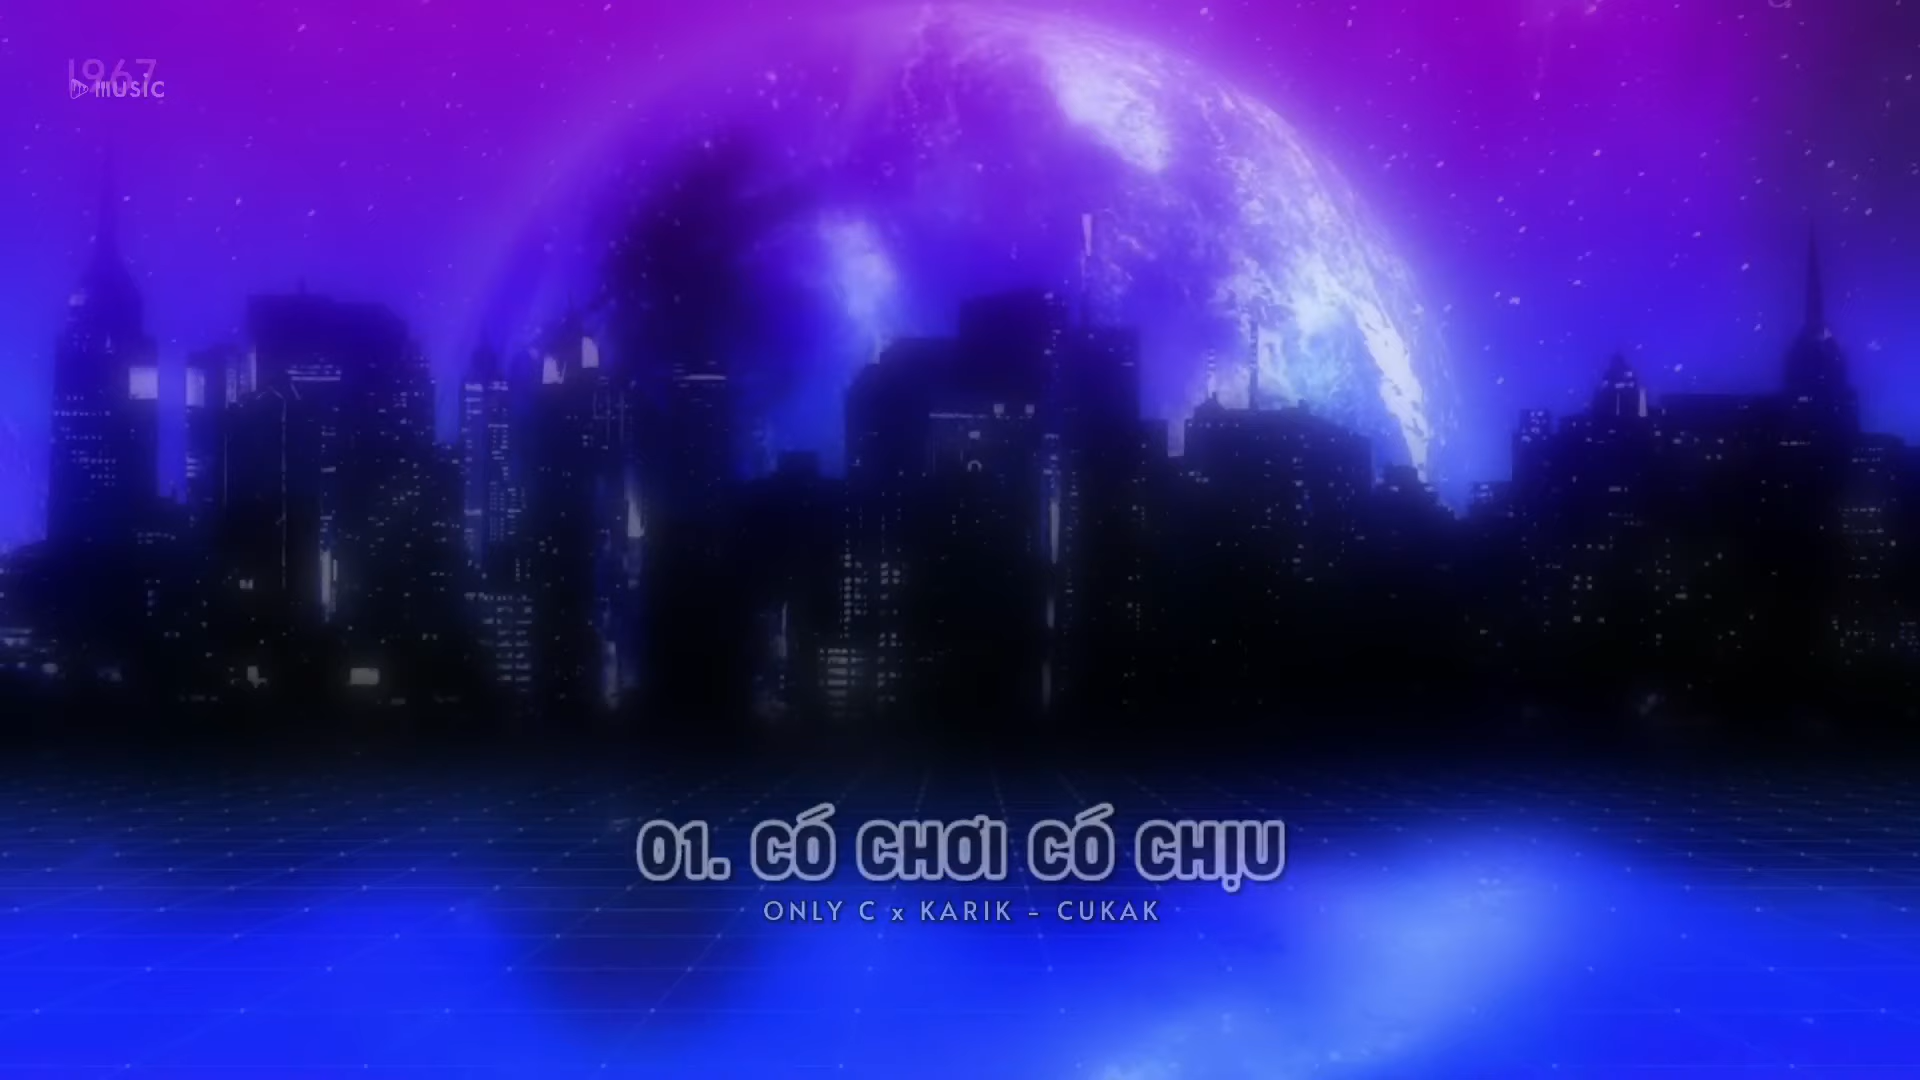 1967
music
01. CÓ CHƠI CÓ CHỊU
ONLY C x KARIK - CUKAK